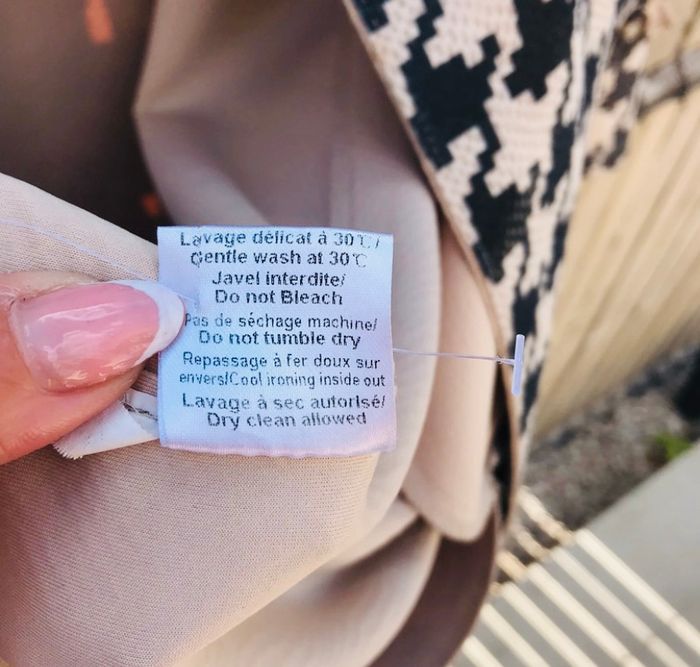 Lavage délicat à 30℃/
Gentle wash at 30℃
Javel interdite/
Do not Bleach
Pas de séchage machine/
Do not tumble dry
Repassage à fer doux sur
envers/Cool ironing inside out
Lavage à sec autorisé/
Dry clean allowed